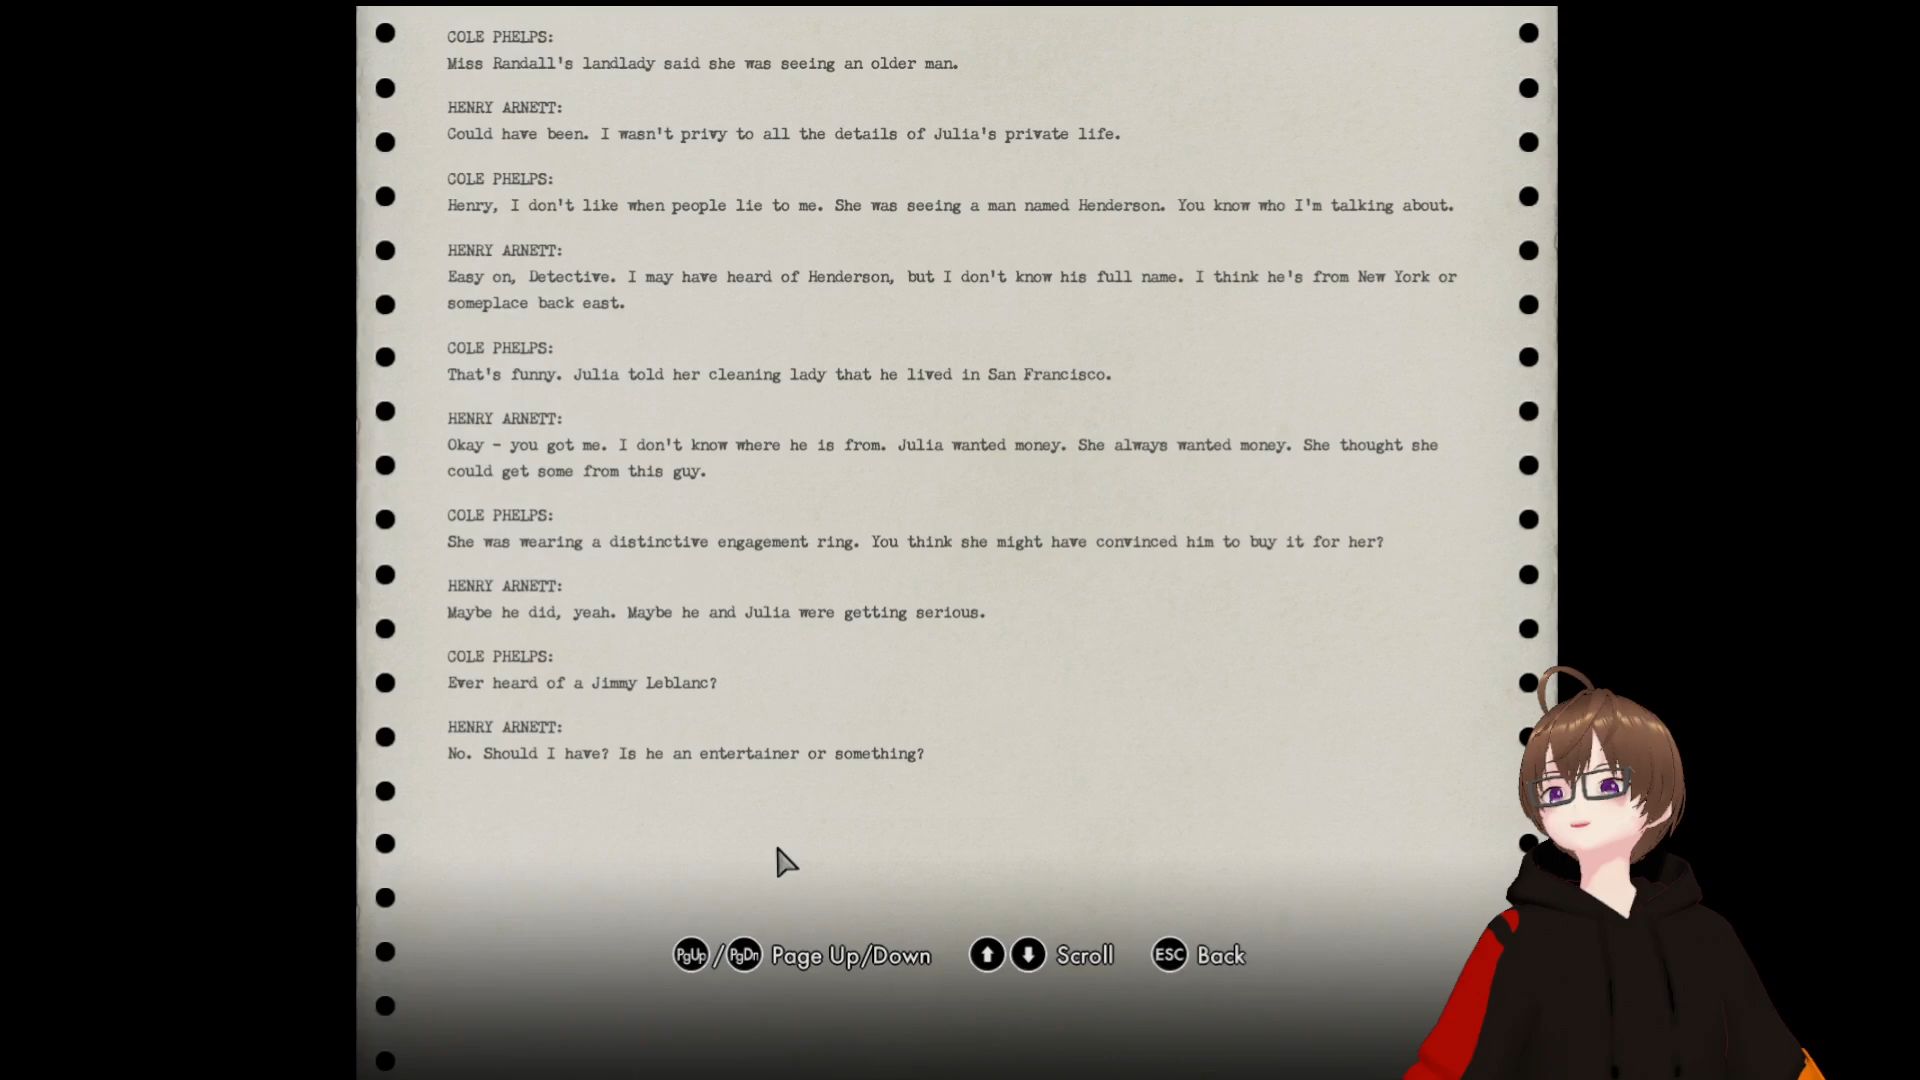 COLE PHELPS:
Miss Randall's landlady said she was seeing an older man.
HENRY ARNETT:
Could have been. I wasn't privy to all the details of Julia's private life.
COLE PHELPS:
Henry, I don't like when people lie to me. She was seeing a man named Henderson. You know who I'm talking about.
HENRY ARNETT:
Easy on, Detective. I may have heard of Henderson, but I don't know his full name. I think he's from New York or
someplace back east.
COLE PHELPS:
That's funny. Julia told her cleaning lady that he lived in San Francisco.
HENRY ARNETT:
Okay - you got me. I don't know where he is from. Julia wanted money. She always wanted money. She thought she
could get some from this guy.
COLE PHELPS:
She was wearing a distinctive engagement ring. You think she might have convinced him to buy it for her?
HENRY ARNETT:
Maybe he did, yeah. Maybe he and Julia were getting serious.
COLE PHELPS:
Ever heard of a Jimmy Leblanc?
HENRY ARNETT:
No. Should I have? Is he an entertainer or something?
PgUp/PgDn Page Up/Down ↑ ↓ Scroll ESC Back